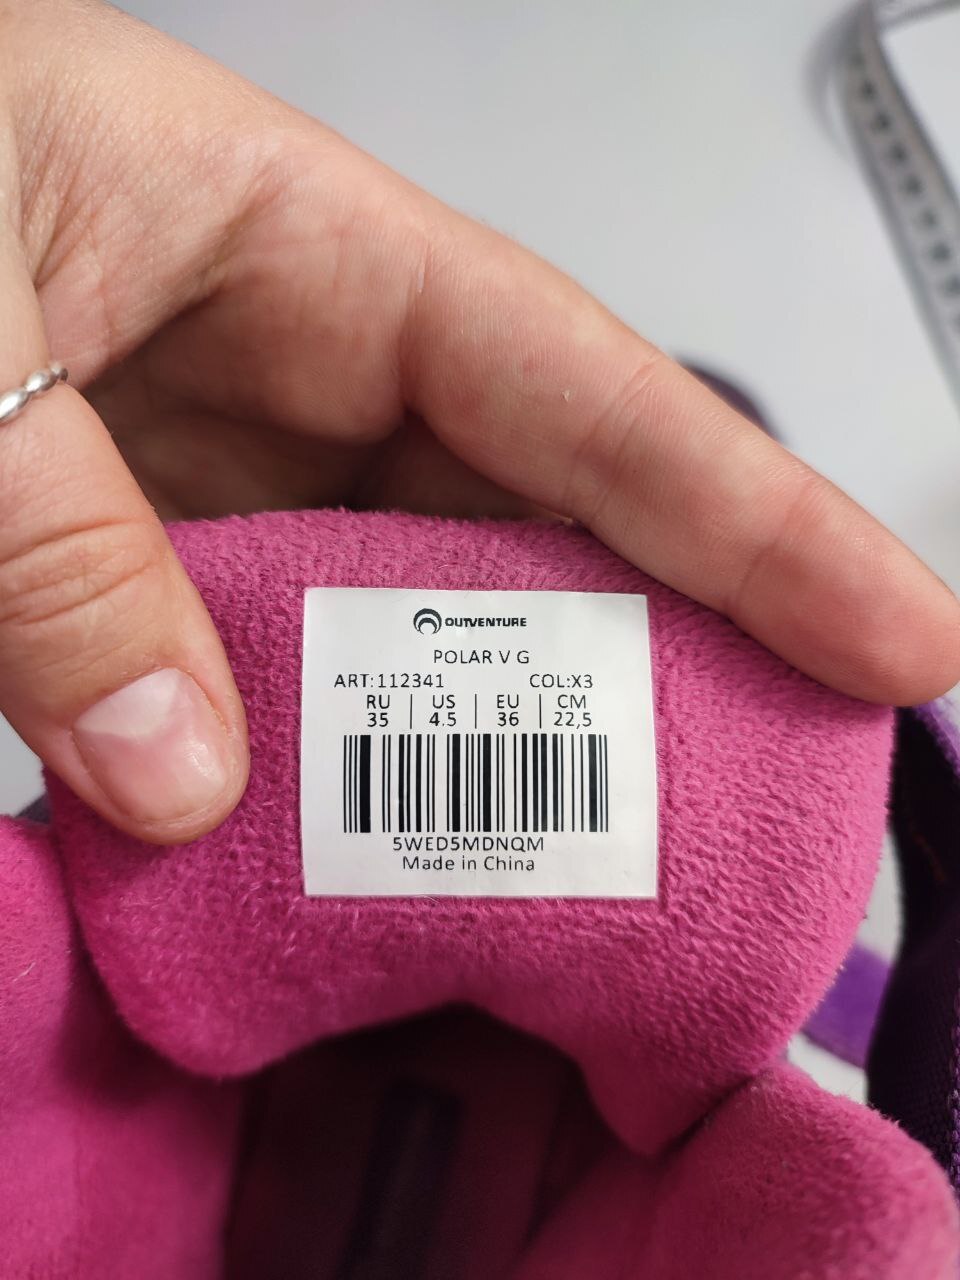 OUTVENTURE
POLAR V G
ART:112341 COL:X3
RU US EU CM
35 4.5 36 22,5
5WED5MDNQM
Made in China